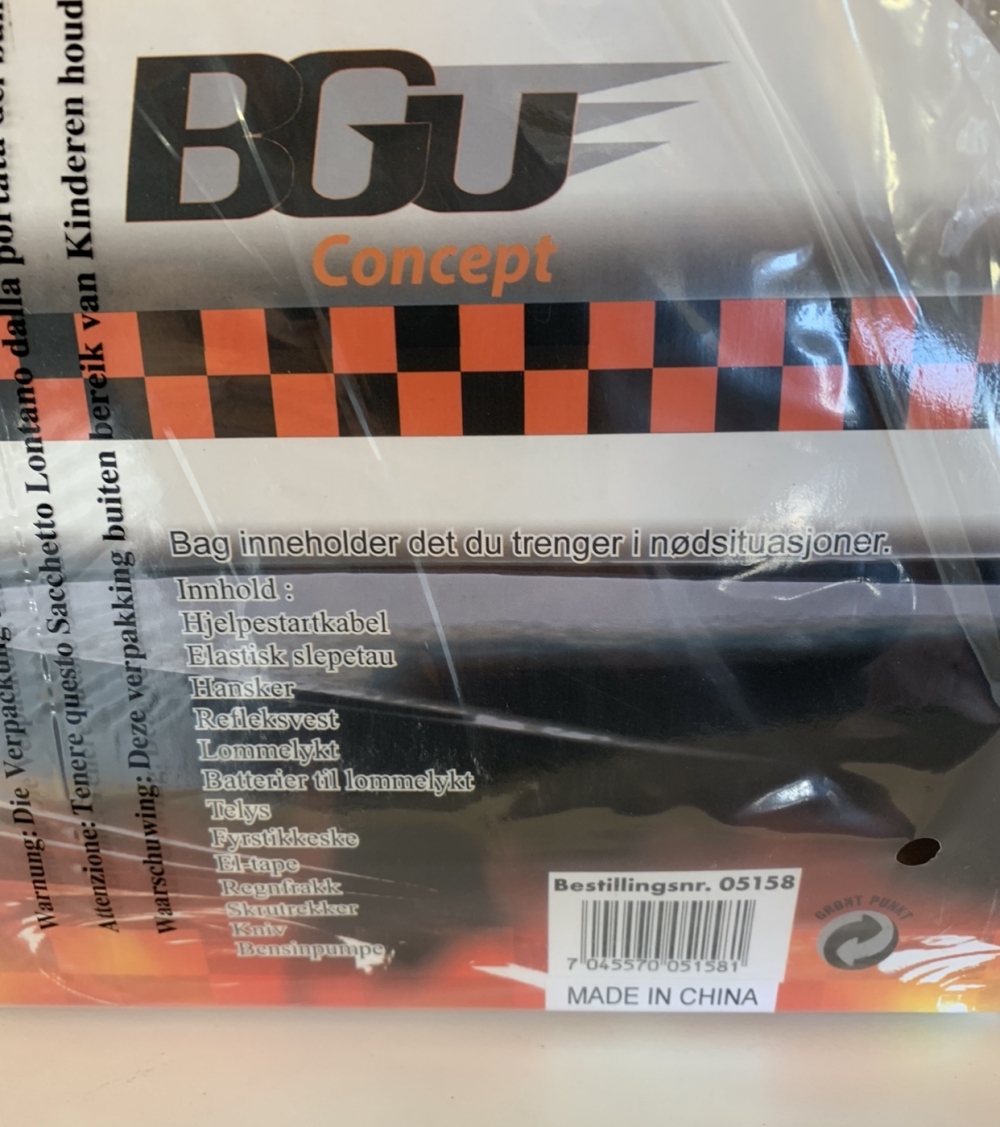 BGU
Concept
Bag inneholder det du trenger i nødsituasjoner.
Innhold :
Hjelpestartkabel
Elastisk slepetau
Hansker
Refleksvest
Lommelykt
Batterier til lommelykt
Telys
Fyrstikkeske
El-tape
Regnfrakk
Skrutrekker
Kniv
Bensinpumpe
Bestillingsnr. 05158
7 045570 051581
MADE IN CHINA
GRØNT PUNKT
Warnung: Die Verpackung
Attenzione: Tenere questo Sacchetto Lontano dalla portata dei
Waarschuwing: Deze verpakking buiten bereik van Kinderen houd